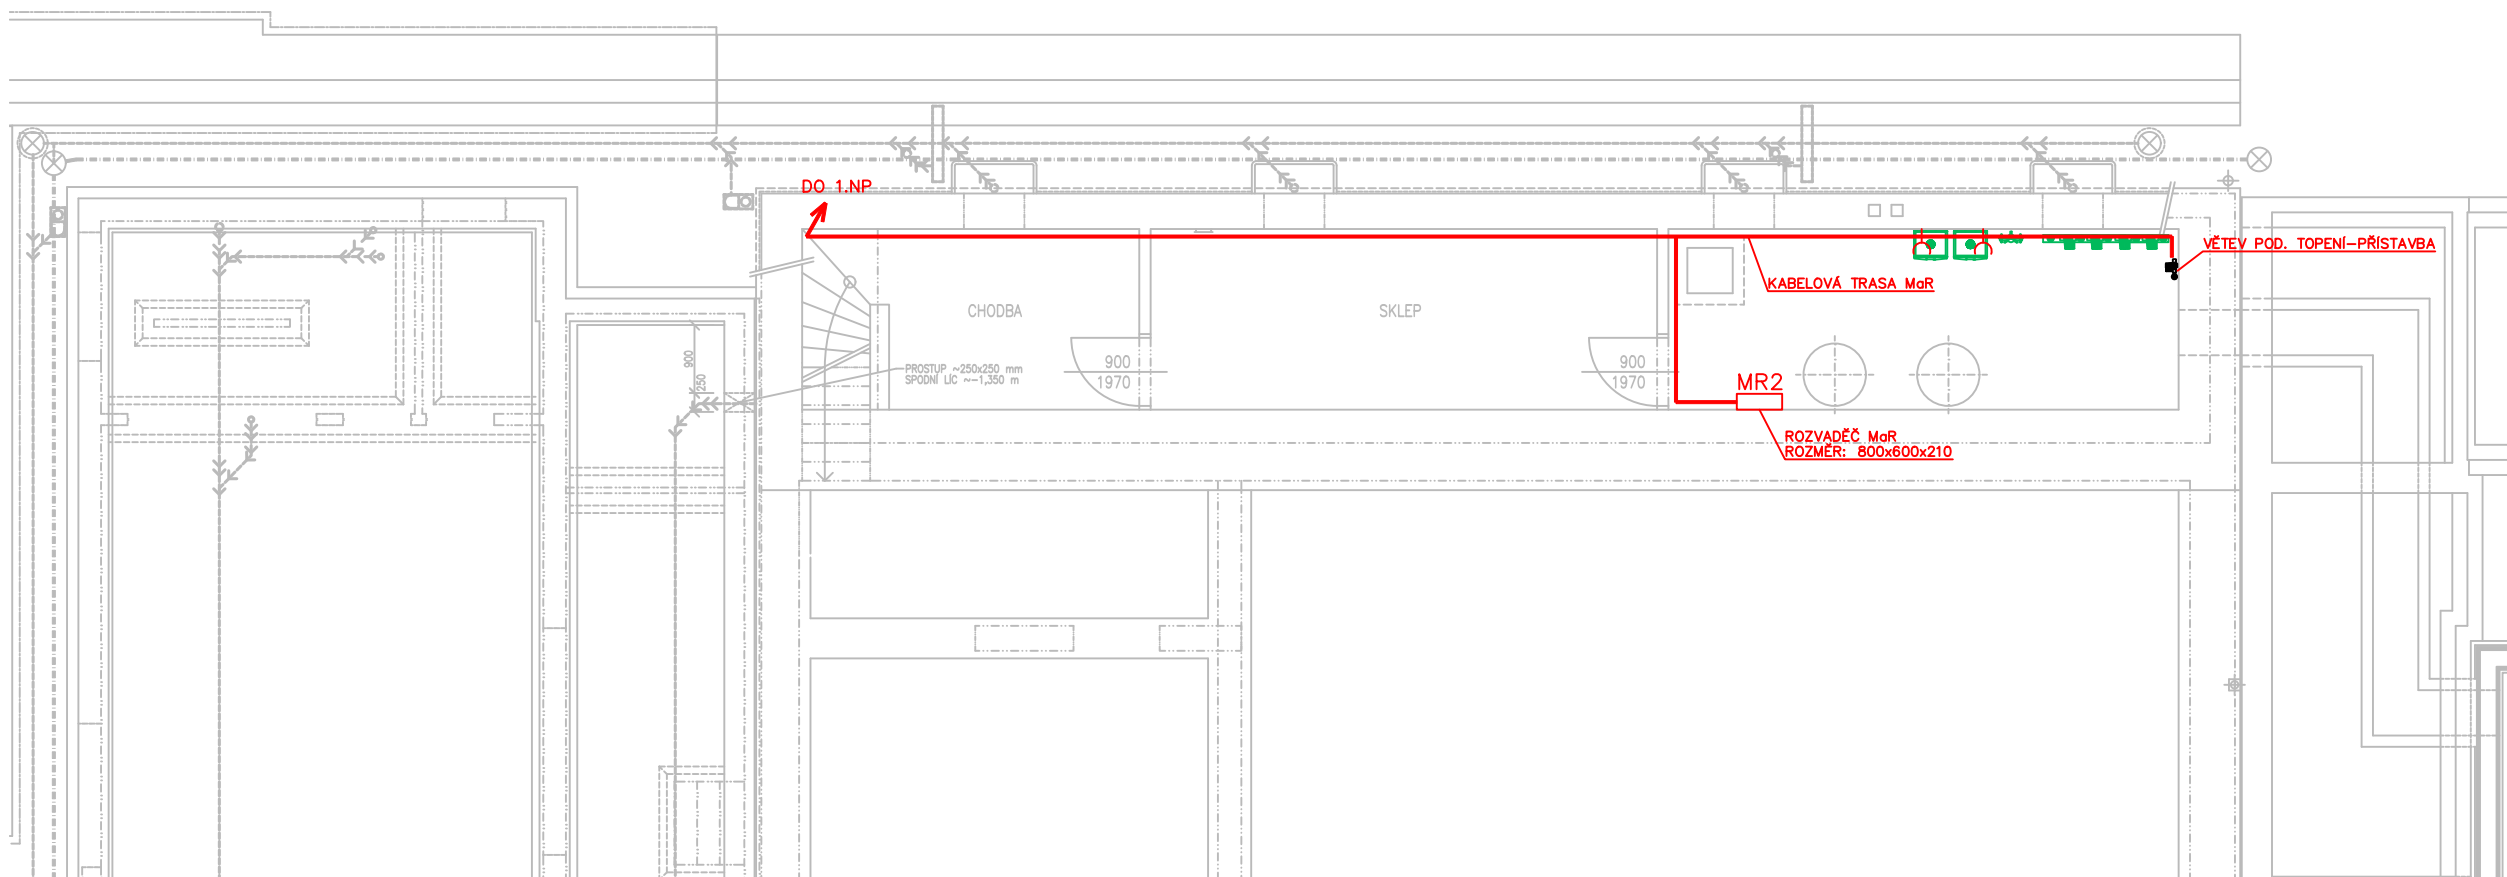 DO 1.NP
VĚTEV POD. TOPENÍ-PŘÍSTAVBA
KABELOVÁ TRASA MaR
CHODBA
SKLEP
900
250
PROSTUP ~250x250 mm
SPODNÍ LÍC ~-1,350 m
900
1970
900
1970
MR2
ROZVADĚČ MaR
ROZMĚR: 800x600x210